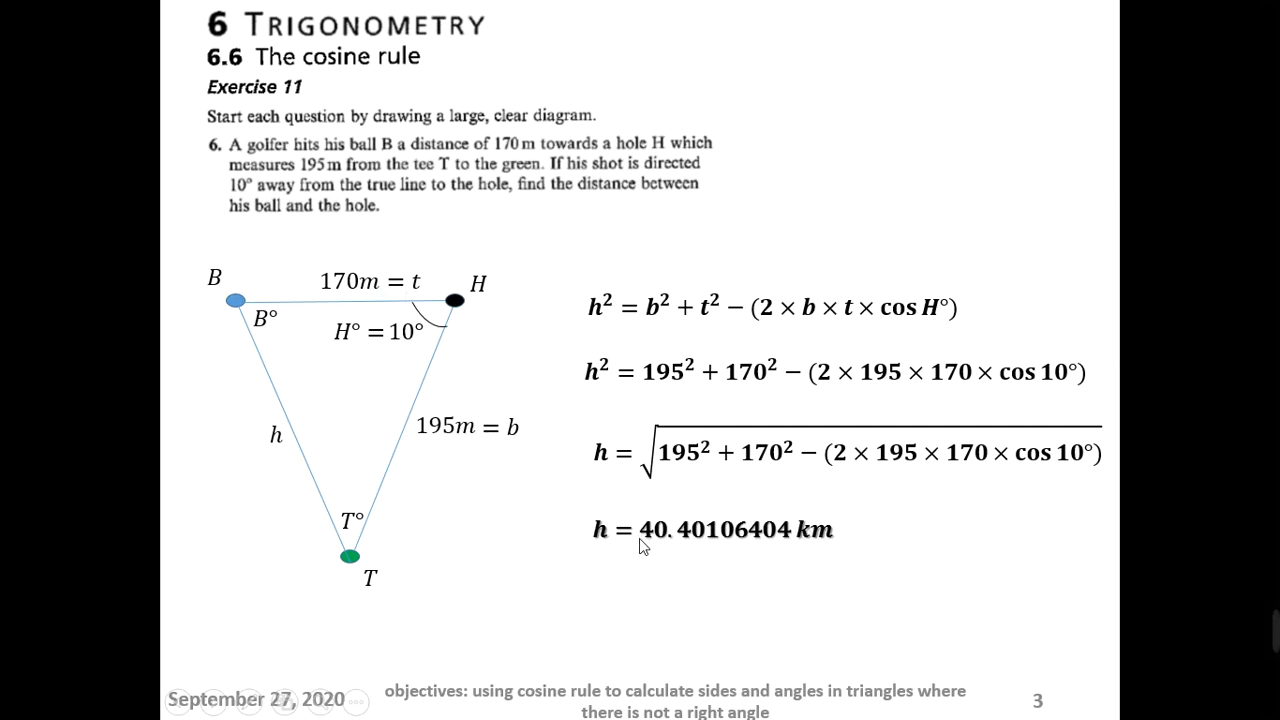 6 TRIGONOMETRY
6.6 The cosine rule
Exercise 11
Start each question by drawing a large, clear diagram.
6. A golfer hits his ball B a distance of 170 m towards a hole H which
measures 195 m from the tee T to the green. If his shot is directed
10° away from the true line to the hole, find the distance between
his ball and the hole.
B
170m = t
H
B°
H° = 10°
h
195m = b
T°
T
h² = b² + t² − (2 × b × t × cos H°)
h² = 195² + 170² − (2 × 195 × 170 × cos 10°)
h = √195² + 170² − (2 × 195 × 170 × cos 10°)
h = 40.40106404 km
September 27, 2020
objectives: using cosine rule to calculate sides and angles in triangles where
there is not a right angle
3